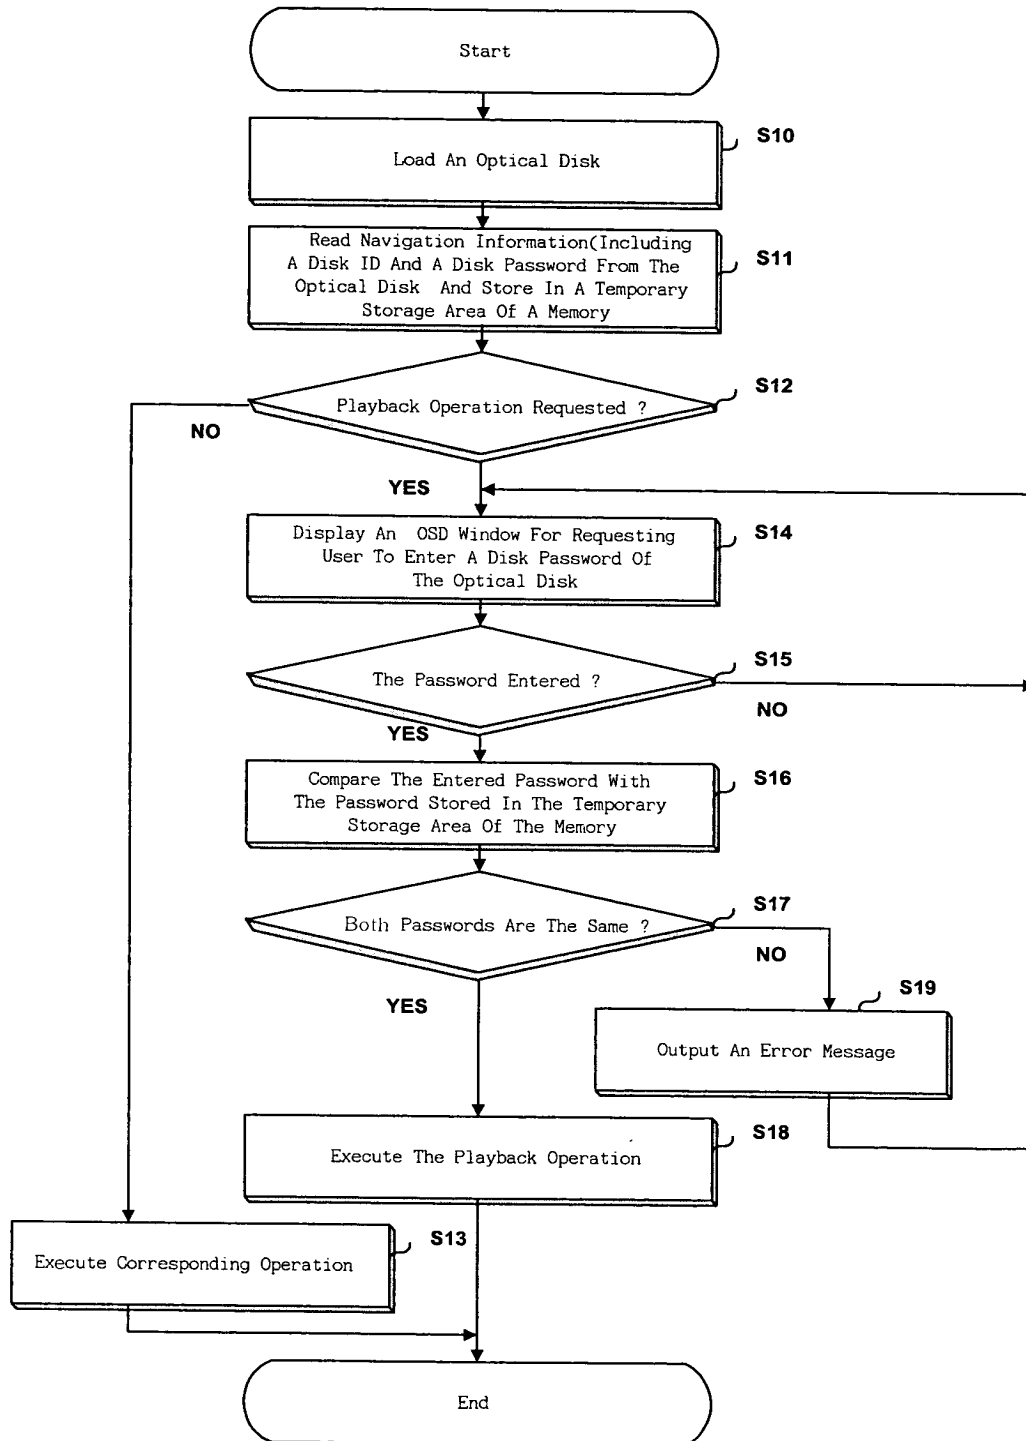 Start
S10
Load An Optical Disk
Read Navigation Information(Including
A Disk ID And A Disk Password From The
Optical Disk And Store In A Temporary
Storage Area Of A Memory
S11
S12
Playback Operation Requested ?
NO
YES
Display An OSD Window For Requesting
User To Enter A Disk Password Of
The Optical Disk
S14
S15
The Password Entered ?
NO
YES
Compare The Entered Password With
The Password Stored In The Temporary
Storage Area Of The Memory
S16
S17
Both Passwords Are The Same ?
NO
YES
S19
Output An Error Message
S18
Execute The Playback Operation
S13
Execute Corresponding Operation
End